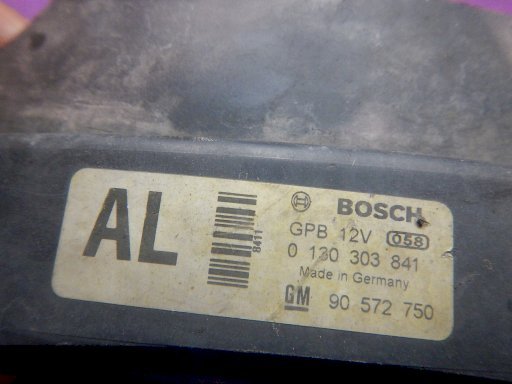 AL
8411
BOSCH
GPB 12V 058
0 130 303 841
Made in Germany
GM 90 572 750